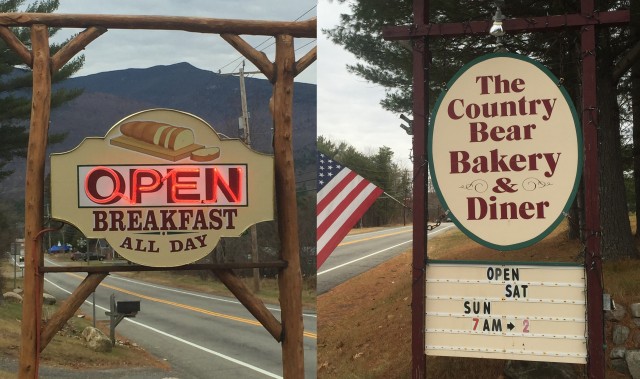 OPEN
BREAKFAST
ALL DAY
The
Country
Bear
Bakery
&
Diner
OPEN
SAT
SUN
7AM → 2